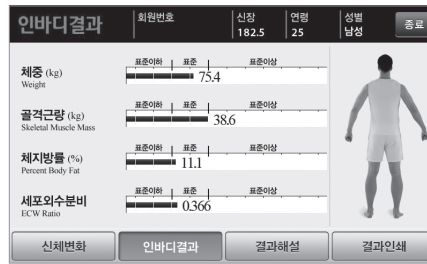 인바디결과
회원번호
신장
182.5
연령
25
성별
남성
종료
체중 (kg)
Weight
표준이하 표준 표준이상
75.4
골격근량 (kg)
Skeletal Muscle Mass
표준이하 표준 표준이상
38.6
체지방률 (%)
Percent Body Fat
표준이하 표준 표준이상
11.1
세포외수분비
ECW Ratio
표준이하 표준 표준이상
0.366
신체변화
인바디결과
결과해설
결과인쇄